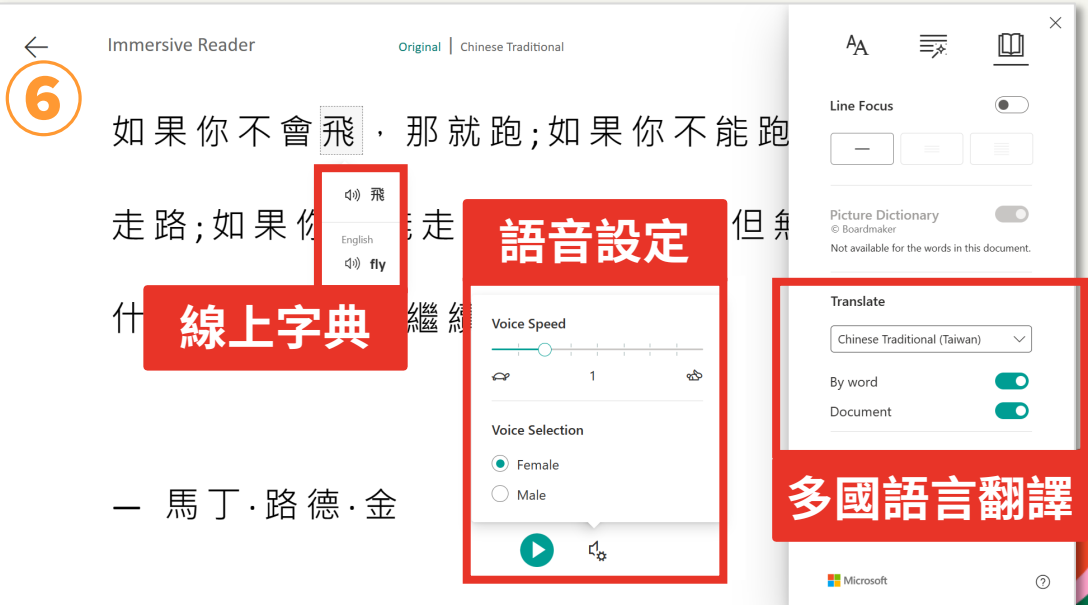 Immersive Reader
Original | Chinese Traditional
6
如果你不會飛，那就跑;如果你不能跑
飛
English
fly
走路;如果你
走
但
什
繼續
線上字典
語音設定
Voice Speed
1
Voice Selection
Female
Male
— 馬丁·路德·金
Line Focus
Picture Dictionary
© Boardmaker
Not available for the words in this document.
Translate
Chinese Traditional (Taiwan)
By word
Document
多國語言翻譯
Microsoft